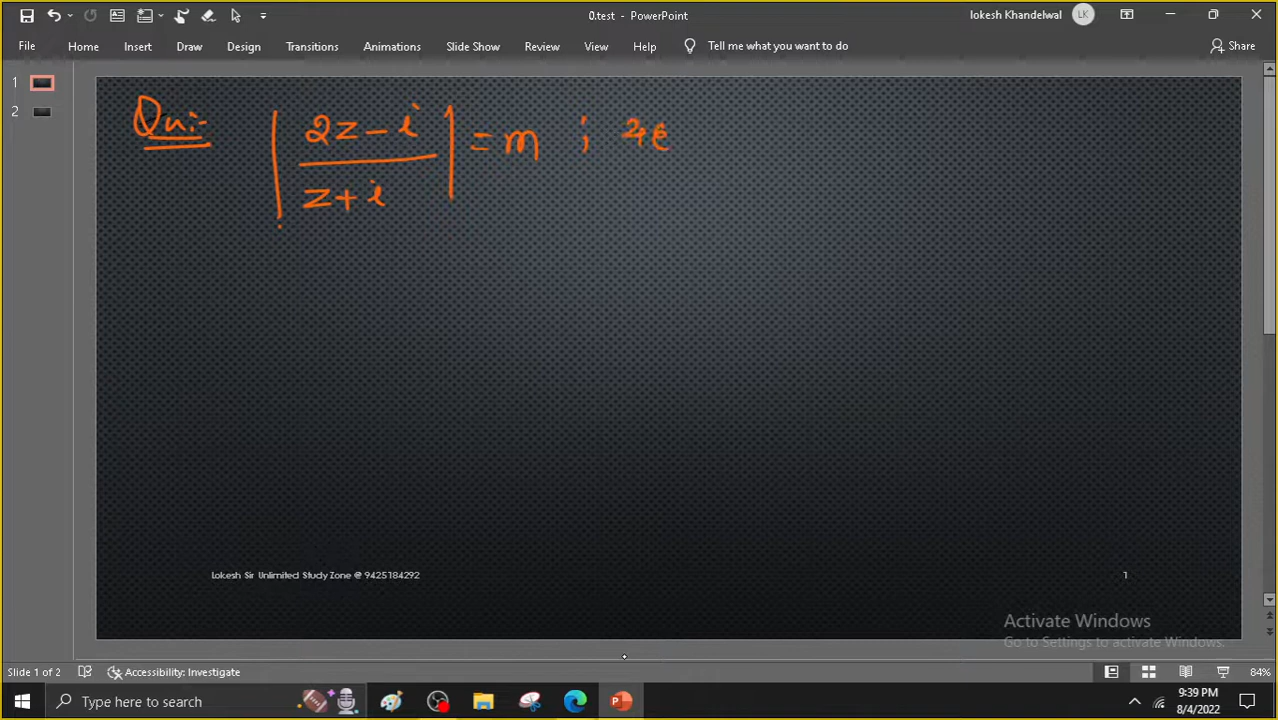 0.test - PowerPoint
lokesh Khandelwal LK
File Home Insert Draw Design Transitions Animations Slide Show Review View Help Tell me what you want to do Share
1
2
Qu:-
|2z-i / z+i| = m ;
Lokesh Sir Unlimited Study Zone @ 9425184292
1
Activate Windows
Go to Settings to activate Windows.
Slide 1 of 2 Accessibility: Investigate 84%
Type here to search
9:39 PM
8/4/2022